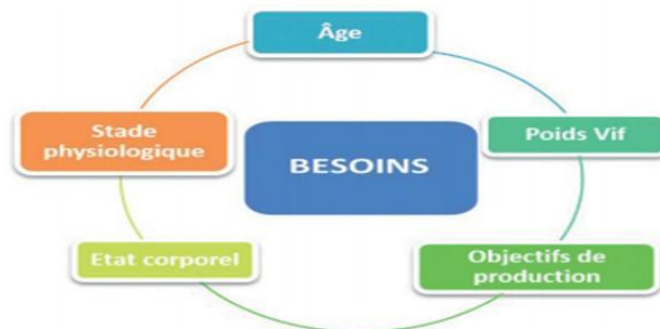 Âge
Stade
physiologique
Poids Vif
BESOINS
Etat corporel
Objectifs de
production